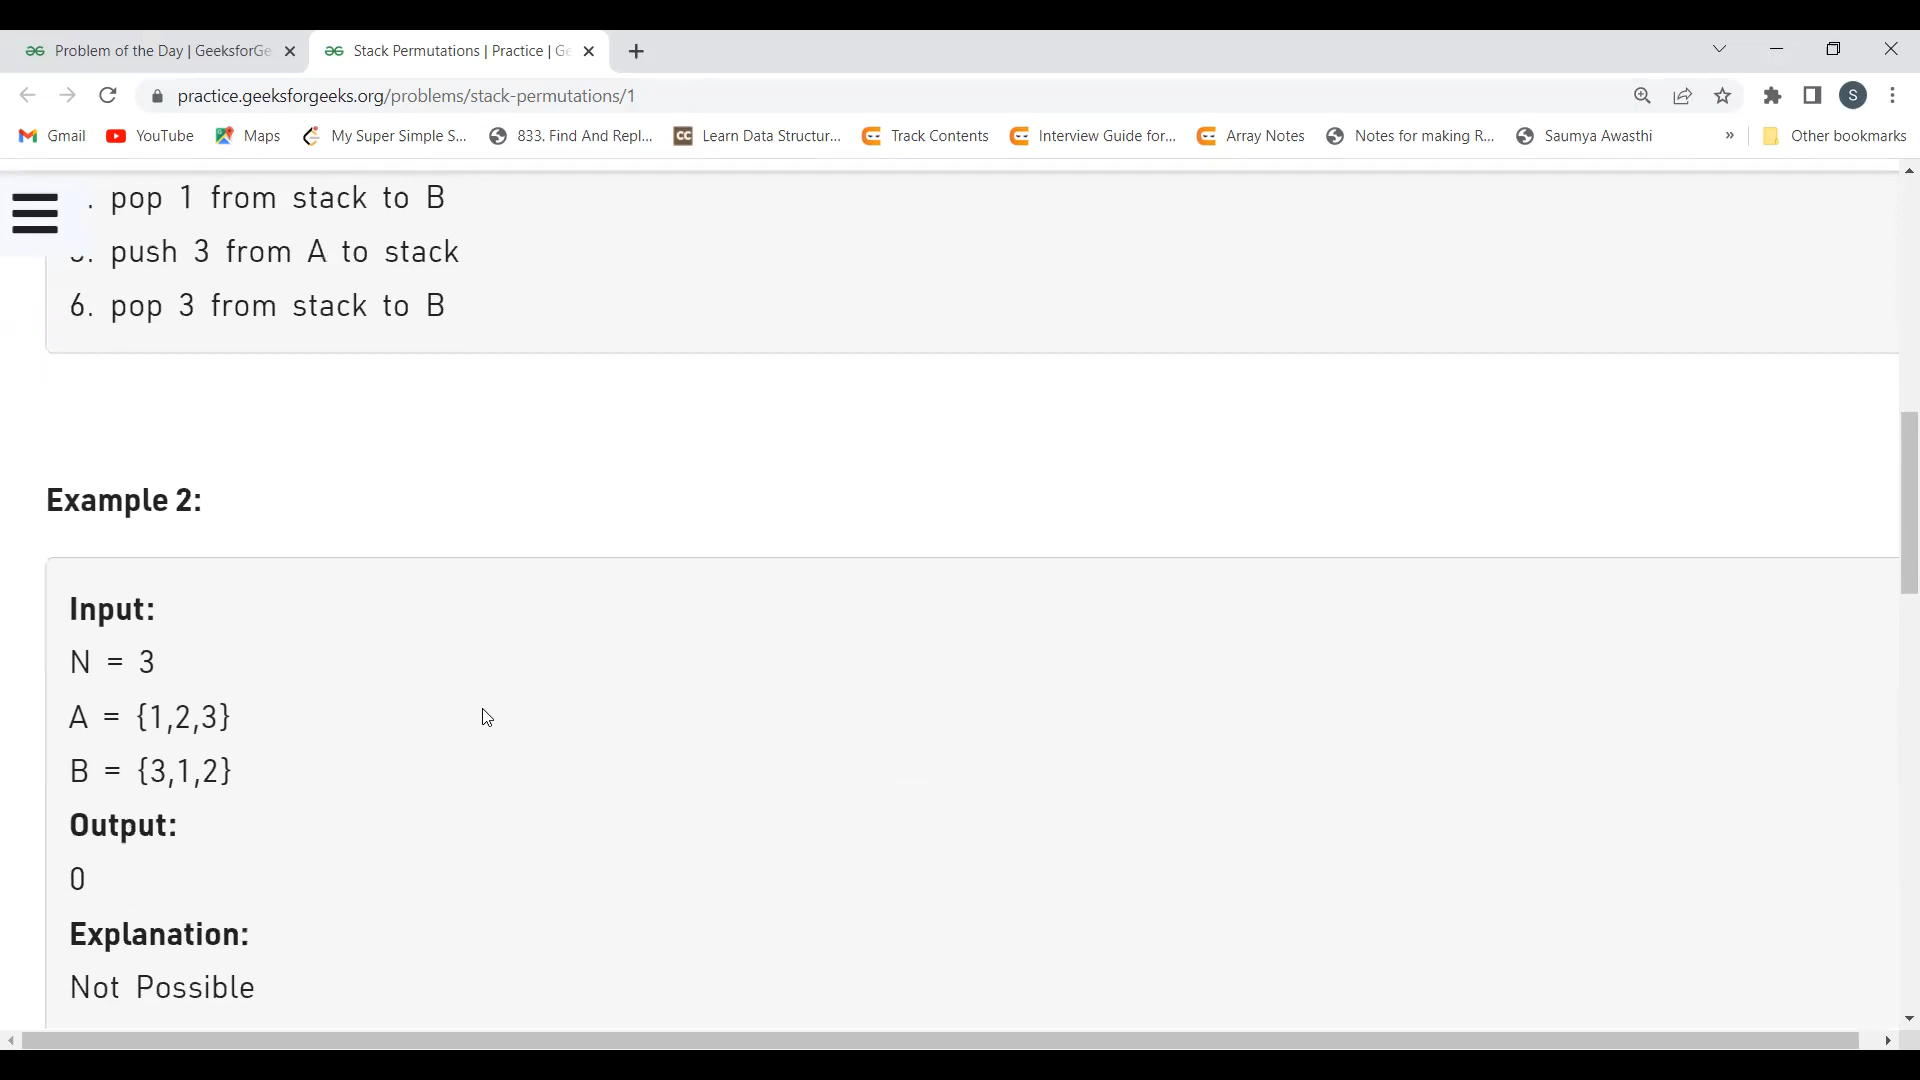 Problem of the Day | GeeksforGe
Stack Permutations | Practice | Ge
practice.geeksforgeeks.org/problems/stack-permutations/1
S
Gmail
YouTube
Maps
My Super Simple S...
833. Find And Repl...
CC
Learn Data Structur...
Track Contents
Interview Guide for...
Array Notes
Notes for making R...
Saumya Awasthi
»
Other bookmarks
. pop 1 from stack to B
. push 3 from A to stack
6. pop 3 from stack to B
Example 2:
Input:
N = 3
A = {1,2,3}
B = {3,1,2}
Output:
0
Explanation:
Not Possible